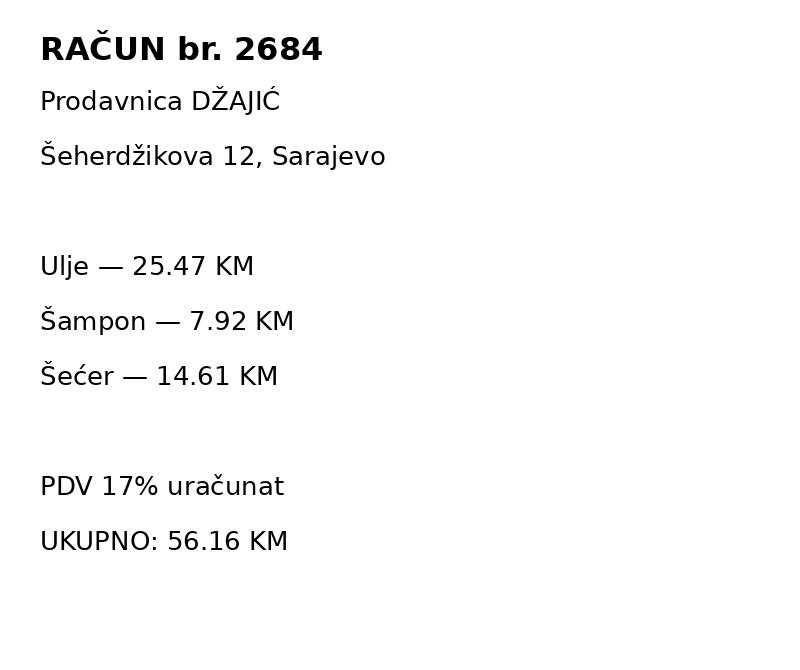 RAČUN br. 2684
Prodavnica DŽAJIĆ
Šeherdžikova 12, Sarajevo
Ulje — 25.47 KM
Šampon — 7.92 KM
Šećer — 14.61 KM
PDV 17% uračunat
UKUPNO: 56.16 KM